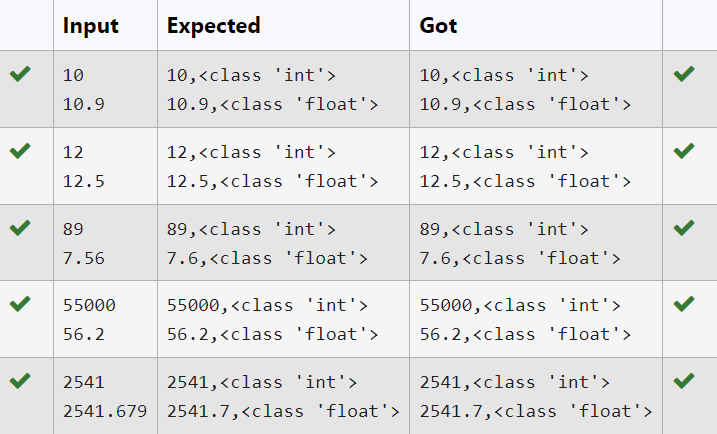 Input Expected Got
10 10,<class 'int'> 10,<class 'int'>
10.9 10.9,<class 'float'> 10.9,<class 'float'>
12 12,<class 'int'> 12,<class 'int'>
12.5 12.5,<class 'float'> 12.5,<class 'float'>
89 89,<class 'int'> 89,<class 'int'>
7.56 7.6,<class 'float'> 7.6,<class 'float'>
55000 55000,<class 'int'> 55000,<class 'int'>
56.2 56.2,<class 'float'> 56.2,<class 'float'>
2541 2541,<class 'int'> 2541,<class 'int'>
2541.679 2541.7,<class 'float'> 2541.7,<class 'float'>